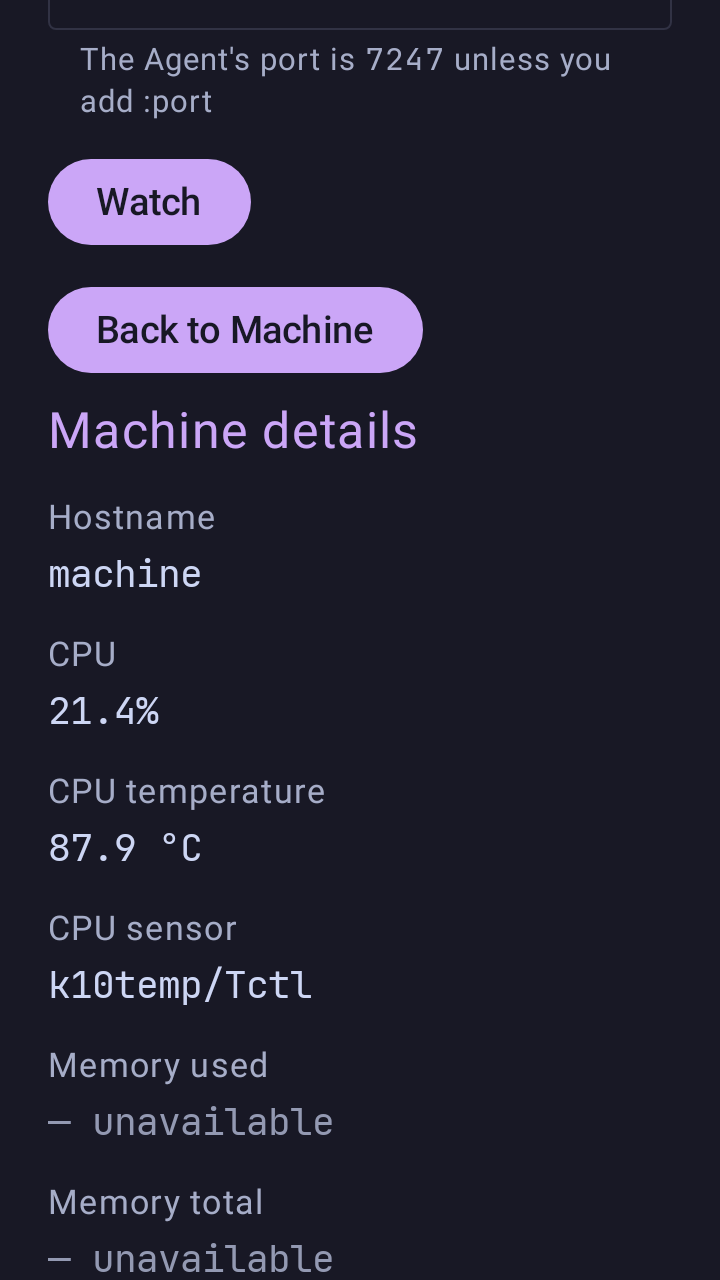 The Agent's port is 7247 unless you
add :port
Watch
Back to Machine
Machine details
Hostname
machine
CPU
21.4%
CPU temperature
87.9 °C
CPU sensor
k10temp/Tctl
Memory used
— unavailable
Memory total
— unavailable